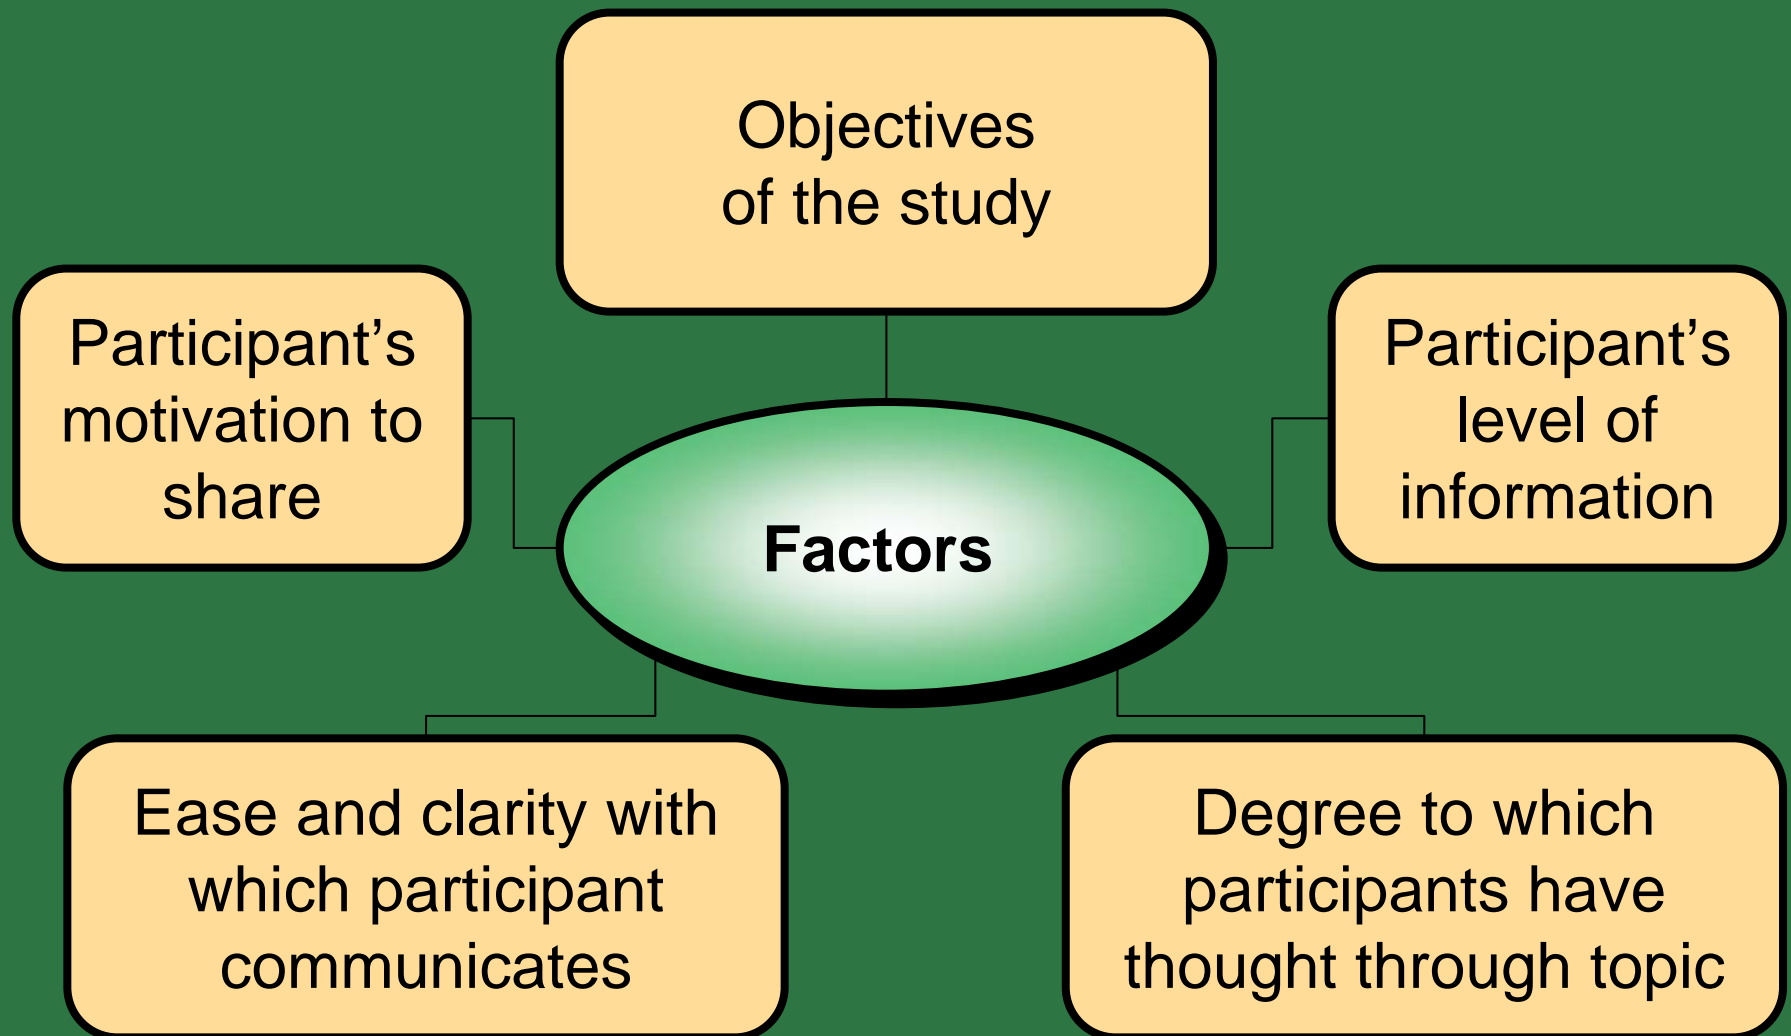 Objectives
of the study
Participant’s
motivation to
share
Participant’s
level of
information
Factors
Ease and clarity with
which participant
communicates
Degree to which
participants have
thought through topic